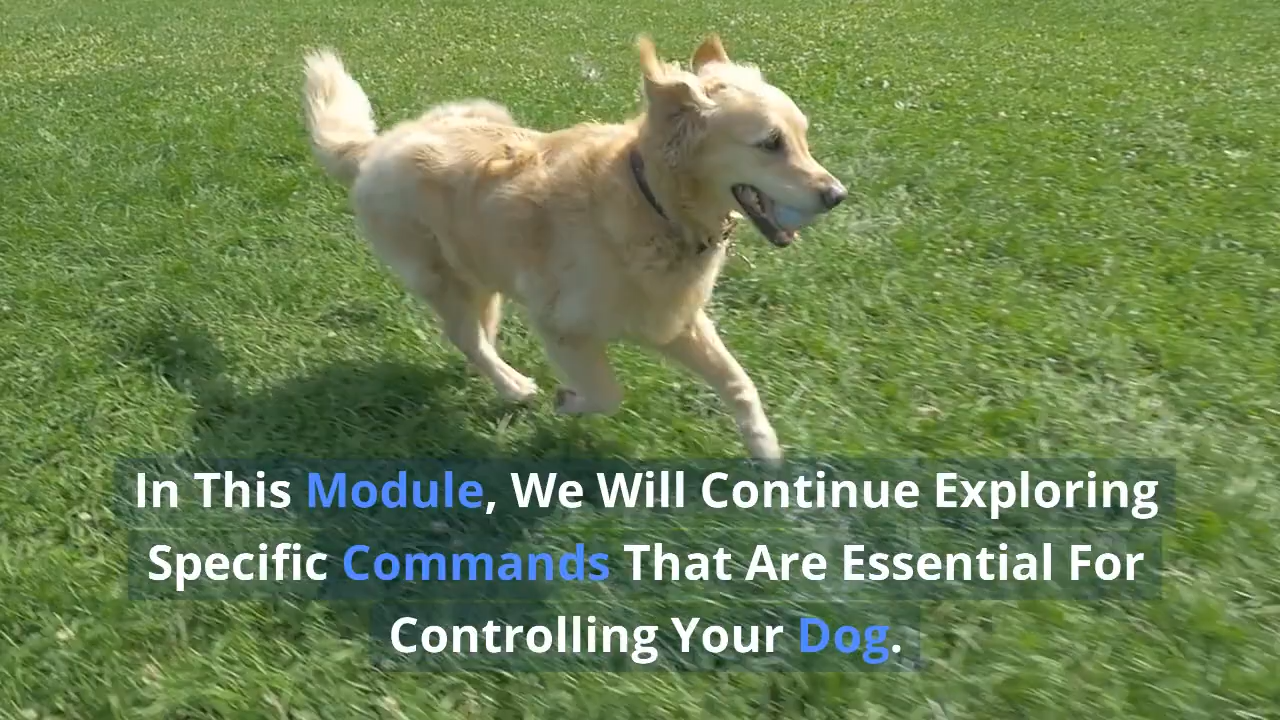 In This Module, We Will Continue Exploring
Specific Commands That Are Essential For
Controlling Your Dog.